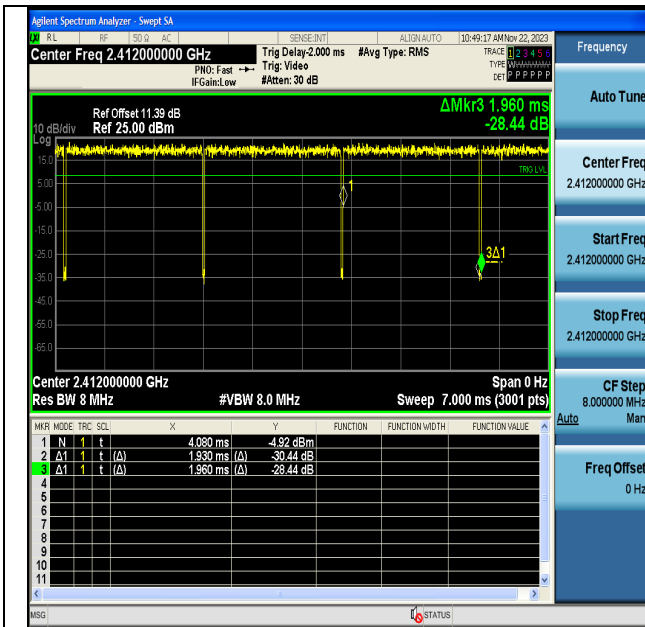 Agilent Spectrum Analyzer - Swept SA
LXI RL RF 50 Ω AC SENSE:INT ALIGN AUTO 10:49:17 AM Nov 22, 2023
Center Freq 2.412000000 GHz Trig Delay-2.000 ms #Avg Type: RMS TRACE 1 2 3 4 5 6
PNO: Fast Trig: Video TYPE
IFGain:Low #Atten: 30 dB DET P P P P P P
Frequency
Auto Tune
Center Freq
2.412000000 GHz
Start Freq
2.412000000 GHz
Stop Freq
2.412000000 GHz
CF Step
8.000000 MHz
Auto Man
Freq Offset
0 Hz
ΔMkr3 1.960 ms
-28.44 dB
Ref Offset 11.39 dB
10 dB/div Ref 25.00 dBm
Log
15.0
5.00
-5.00
-15.0
-25.0
-35.0
-45.0
-55.0
-65.0
TRIG LVL
1
3Δ1
Center 2.412000000 GHz Span 0 Hz
Res BW 8 MHz #VBW 8.0 MHz Sweep 7.000 ms (3001 pts)
MKR MODE TRC SCL X Y FUNCTION FUNCTION WIDTH FUNCTION VALUE
1 N 1 t 4.080 ms -4.92 dBm
2 Δ1 1 t (Δ) 1.930 ms (Δ) -30.44 dB
3 Δ1 1 t (Δ) 1.960 ms (Δ) -28.44 dB
4
5
6
7
8
9
10
11
MSG STATUS